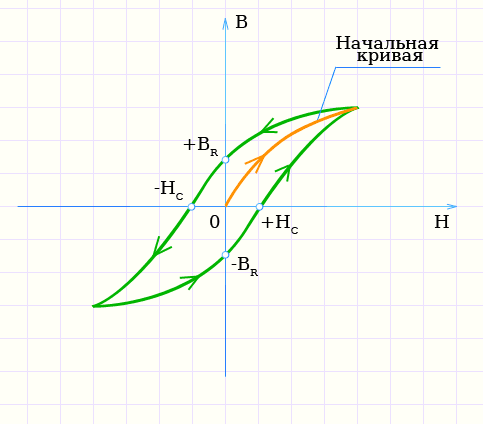 B
Начальная
кривая
+B_R
-H_C
0
+H_C
H
-B_R